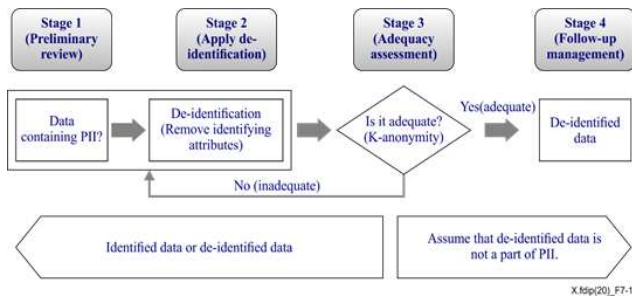 Stage 1
(Preliminary
review)
Stage 2
(Apply de-
identification)
Stage 3
(Adequacy
assessment)
Stage 4
(Follow-up
management)
Data
containing PII?
De-identification
(Remove identifying
attributes)
Is it adequate?
(K-anonymity)
Yes(adequate)
De-identified
data
No (inadequate)
Identified data or de-identified data
Assume that de-identified data is
not a part of PII.
X.fdip(20)_F7-1